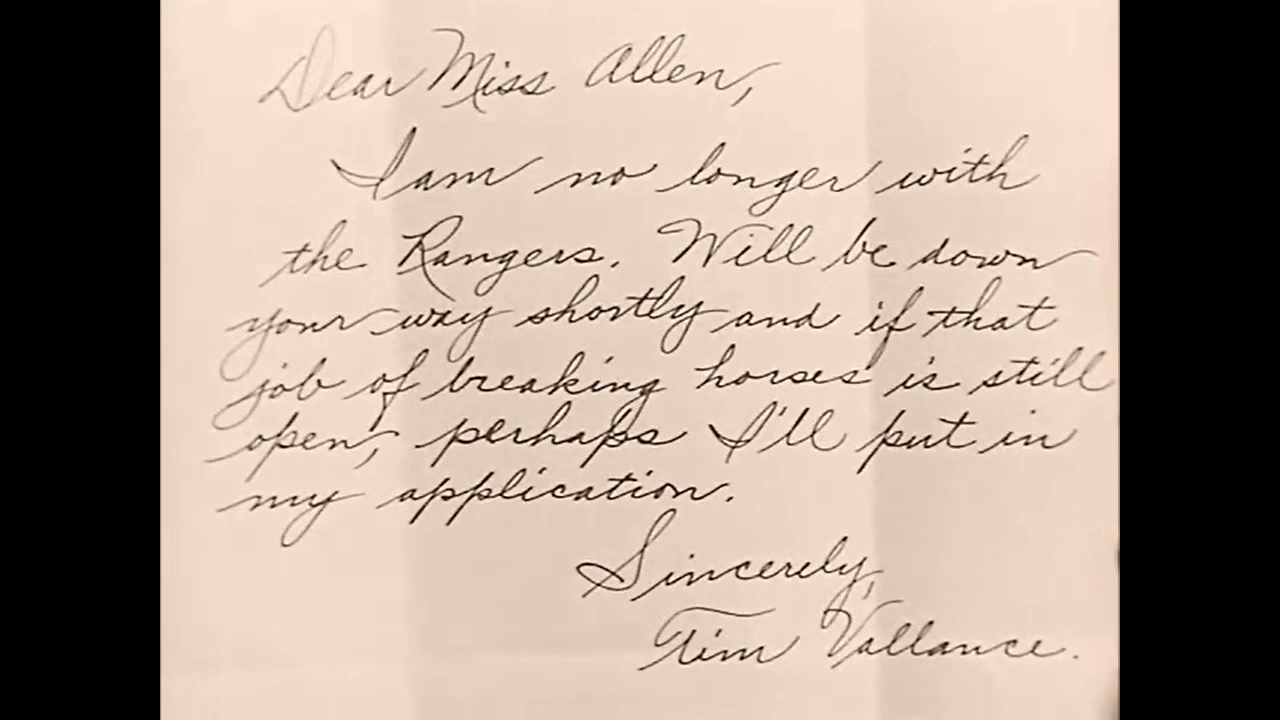 Dear Miss Allen,
I am no longer with
the Rangers. Will be down
your way shortly and if that
job of breaking horses is still
open, perhaps I'll put in
my application.
Sincerely,
Tim Vallance.